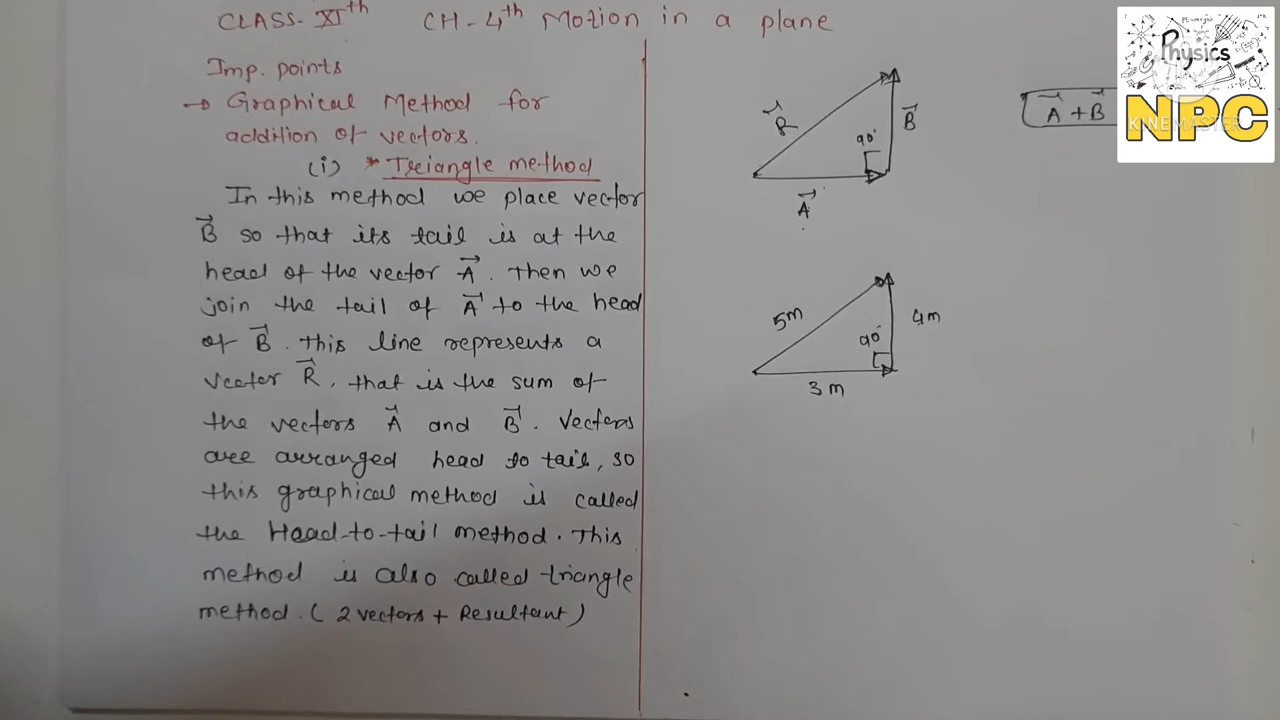 CLASS-XIth CH-4th Motion in a plane
Imp. points
→ Graphical Method for
addition of vectors.
(i) * Triangle method
In this method we place vector
B⃗ so that its tail is at the
head of the vector A⃗. Then we
join the tail of A⃗ to the head
of B⃗. This line represents a
vector R⃗, that is the sum of
the vectors A⃗ and B⃗. Vectors
are arranged head to tail, so
this graphical method is called
the Head-to-tail method. This
method is also called triangle
method. (2 vectors + Resultant)
R⃗
90°
B⃗
A⃗
5m
90°
4m
3m
A⃗ + B⃗
Physics
NPC
KINEMASTER